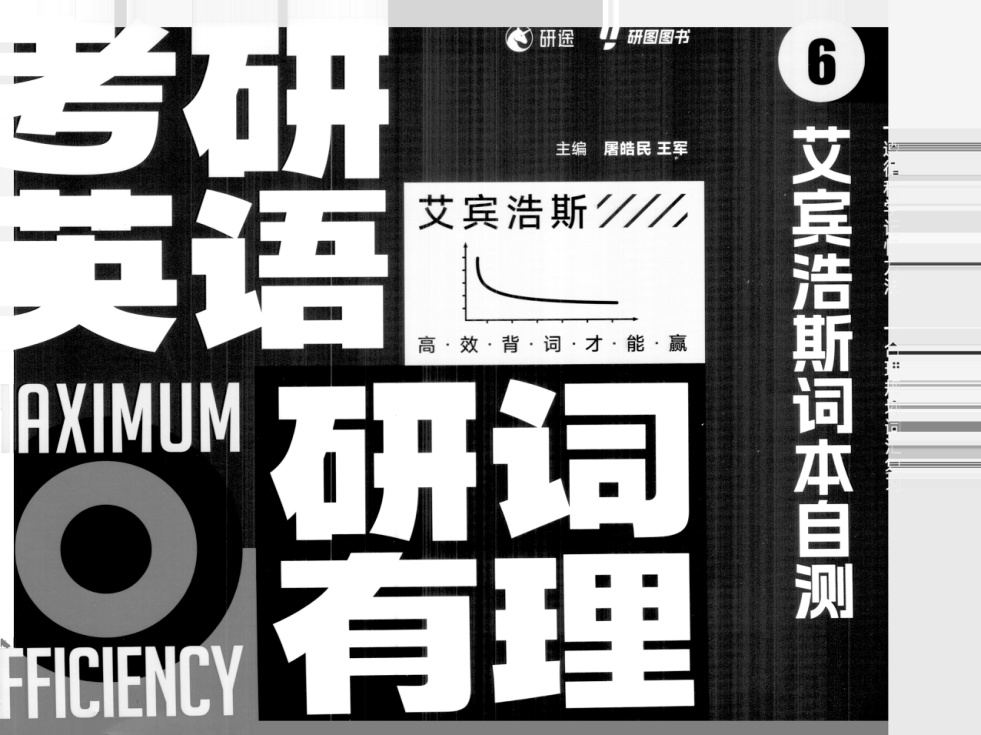 考研
英语
研途
研图图书
主编 屠皓民 王军
艾宾浩斯
高·效·背·词·才·能·赢
AXIMUM
FFICIENCY
研词
有理
6
艾宾浩斯词本自测